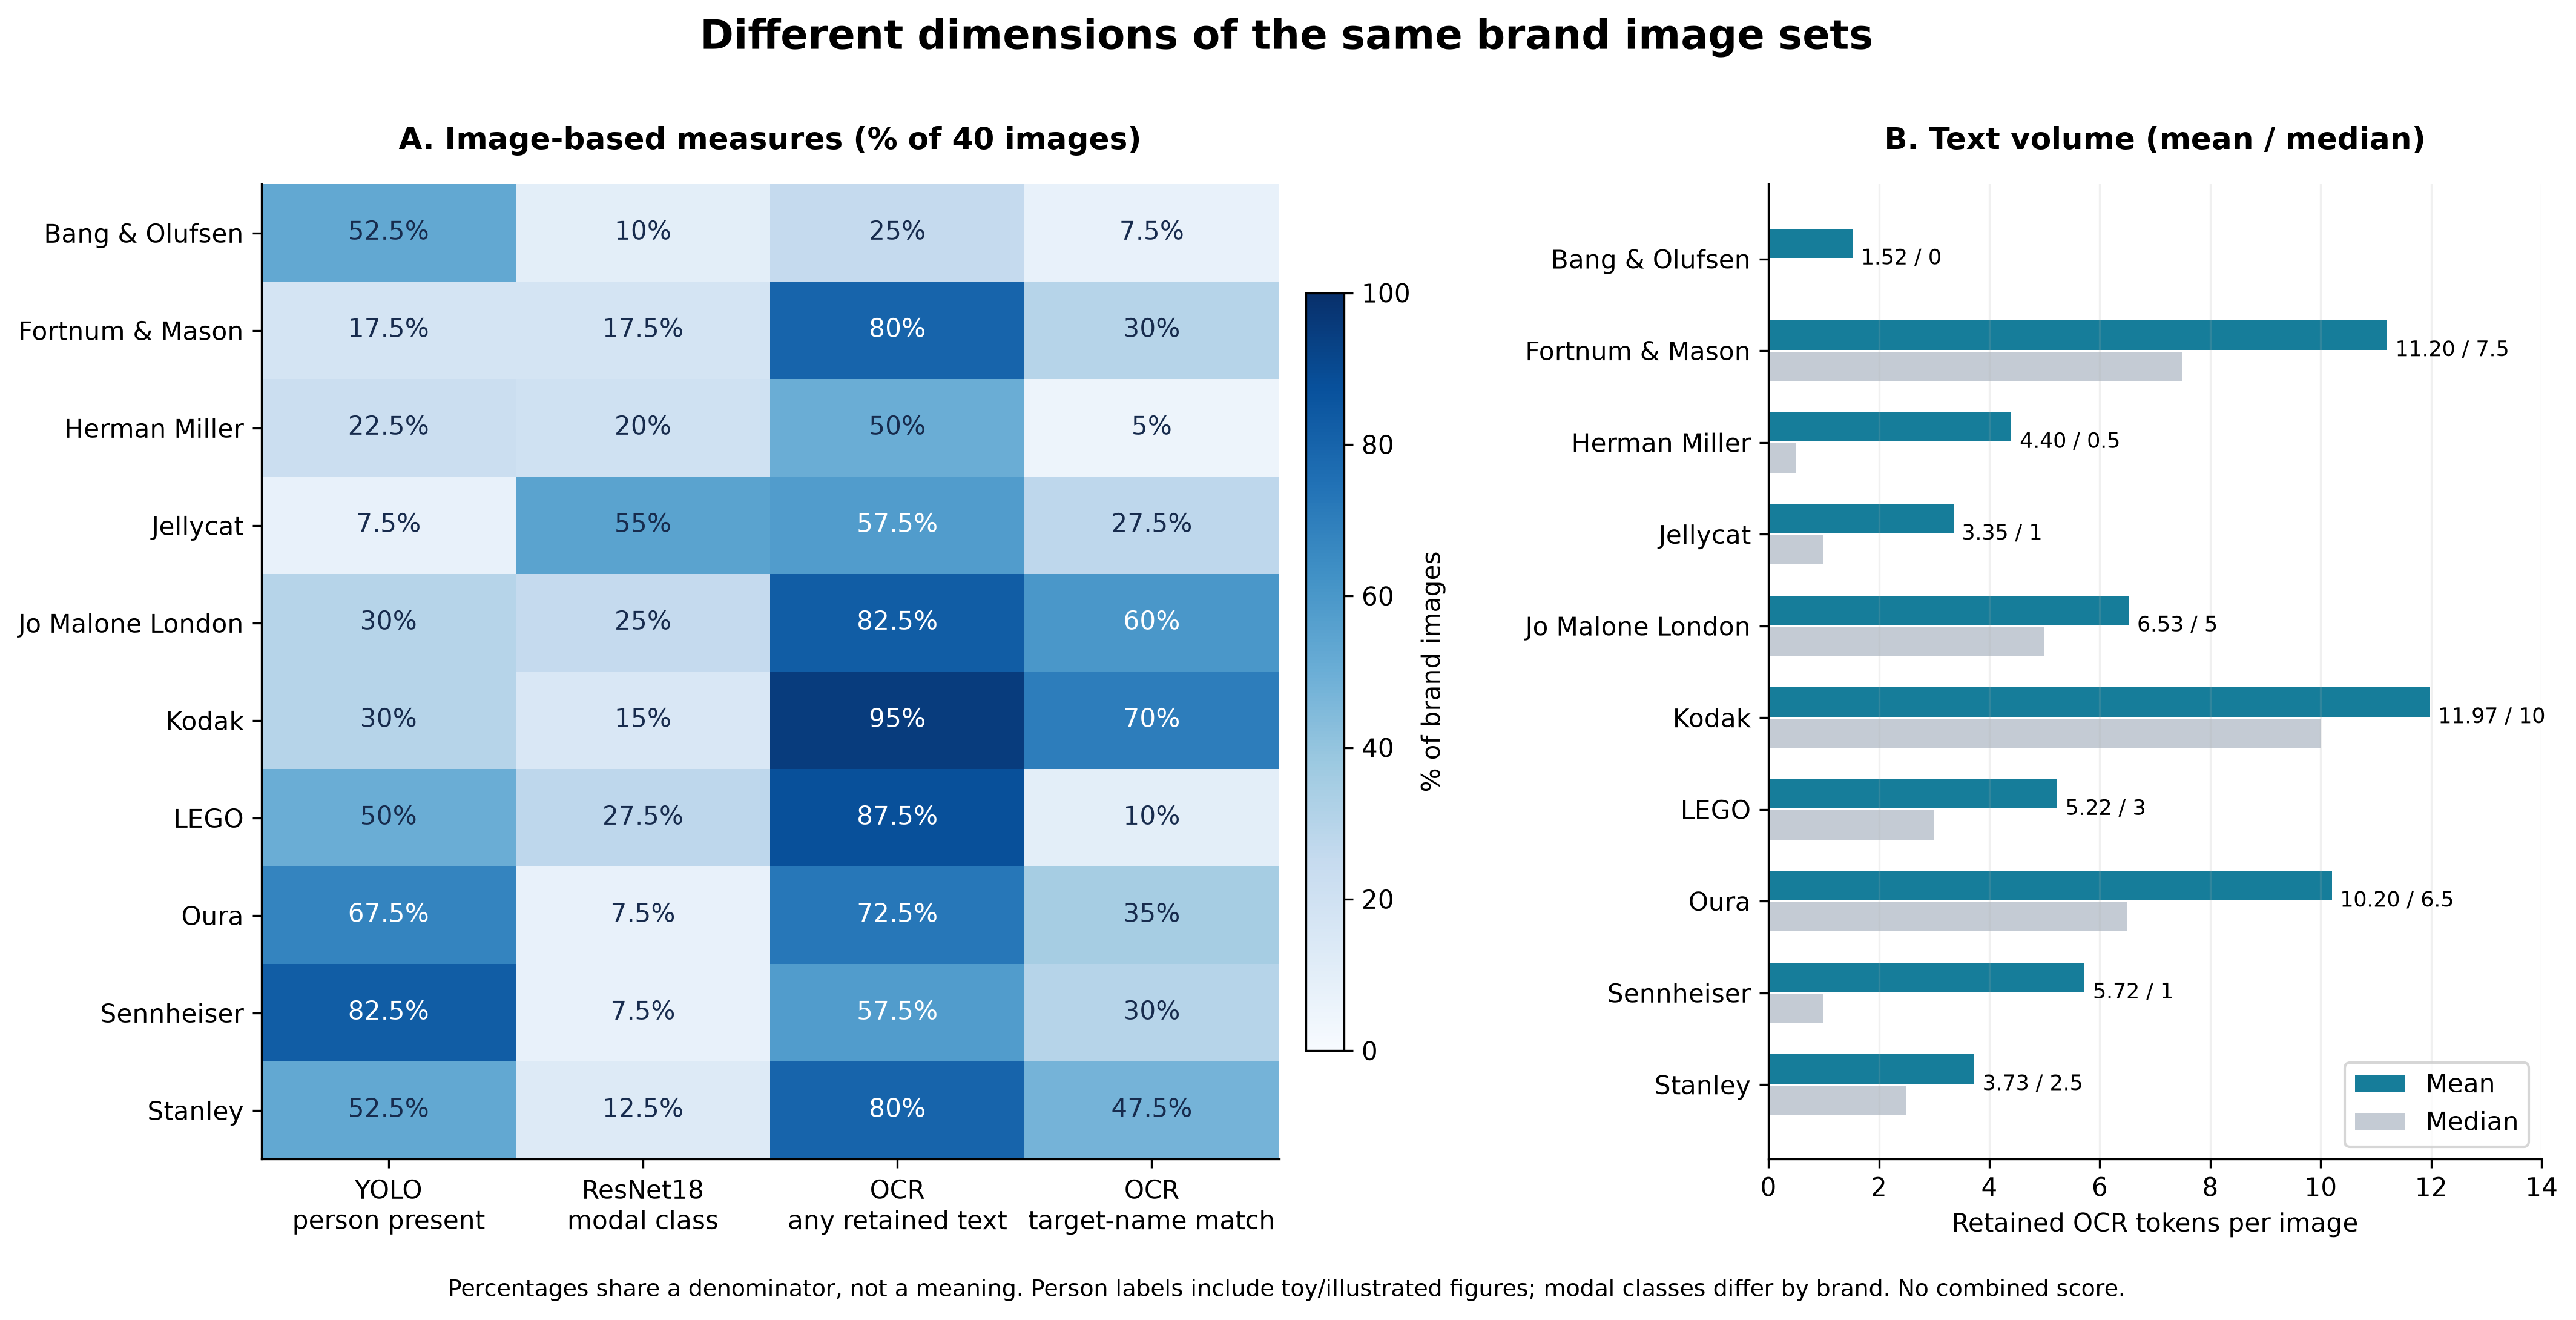 Different dimensions of the same brand image sets
A. Image-based measures (% of 40 images)
Bang & Olufsen 52.5% 10% 25% 7.5%
Fortnum & Mason 17.5% 17.5% 80% 30%
Herman Miller 22.5% 20% 50% 5%
Jellycat 7.5% 55% 57.5% 27.5%
Jo Malone London 30% 25% 82.5% 60%
Kodak 30% 15% 95% 70%
LEGO 50% 27.5% 87.5% 10%
Oura 67.5% 7.5% 72.5% 35%
Sennheiser 82.5% 7.5% 57.5% 30%
Stanley 52.5% 12.5% 80% 47.5%
YOLO
person present
ResNet18
modal class
OCR
any retained text
OCR
target-name match
100
80
60
40
20
0
% of brand images
B. Text volume (mean / median)
Bang & Olufsen 1.52 / 0
Fortnum & Mason 11.20 / 7.5
Herman Miller 4.40 / 0.5
Jellycat 3.35 / 1
Jo Malone London 6.53 / 5
Kodak 11.97 / 10
LEGO 5.22 / 3
Oura 10.20 / 6.5
Sennheiser 5.72 / 1
Stanley 3.73 / 2.5
Mean
Median
0 2 4 6 8 10 12 14
Retained OCR tokens per image
Percentages share a denominator, not a meaning. Person labels include toy/illustrated figures; modal classes differ by brand. No combined score.